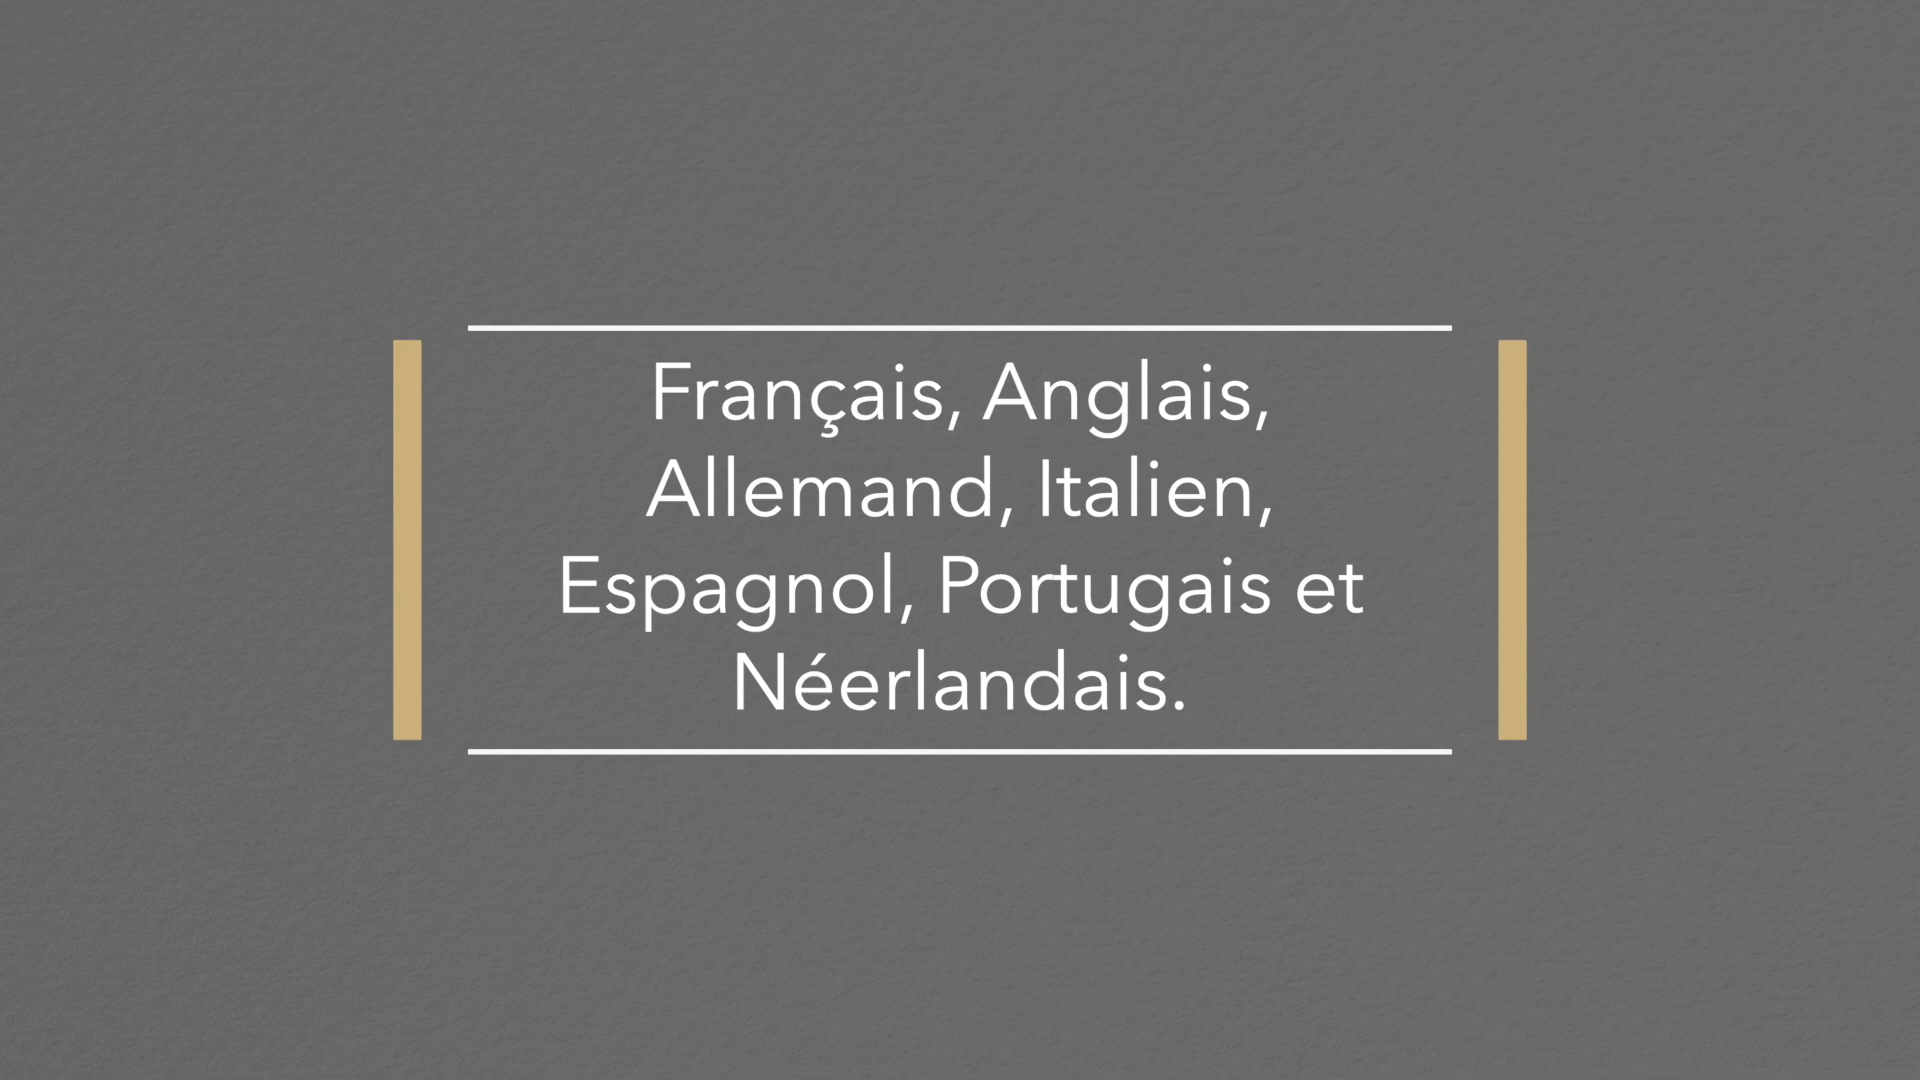 Français, Anglais,
Allemand, Italien,
Espagnol, Portugais et
Néerlandais.